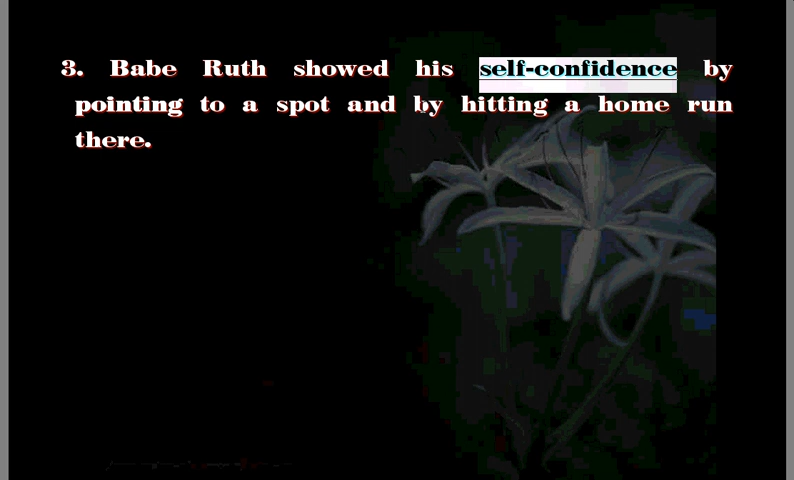 3. Babe Ruth showed his self-confidence by
pointing to a spot and by hitting a home run
there.